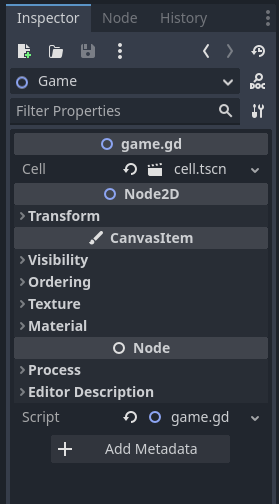 Inspector Node History
Game
DOC
Filter Properties
game.gd
Cell cell.tscn
Node2D
Transform
CanvasItem
Visibility
Ordering
Texture
Material
Node
Process
Editor Description
Script game.gd
Add Metadata